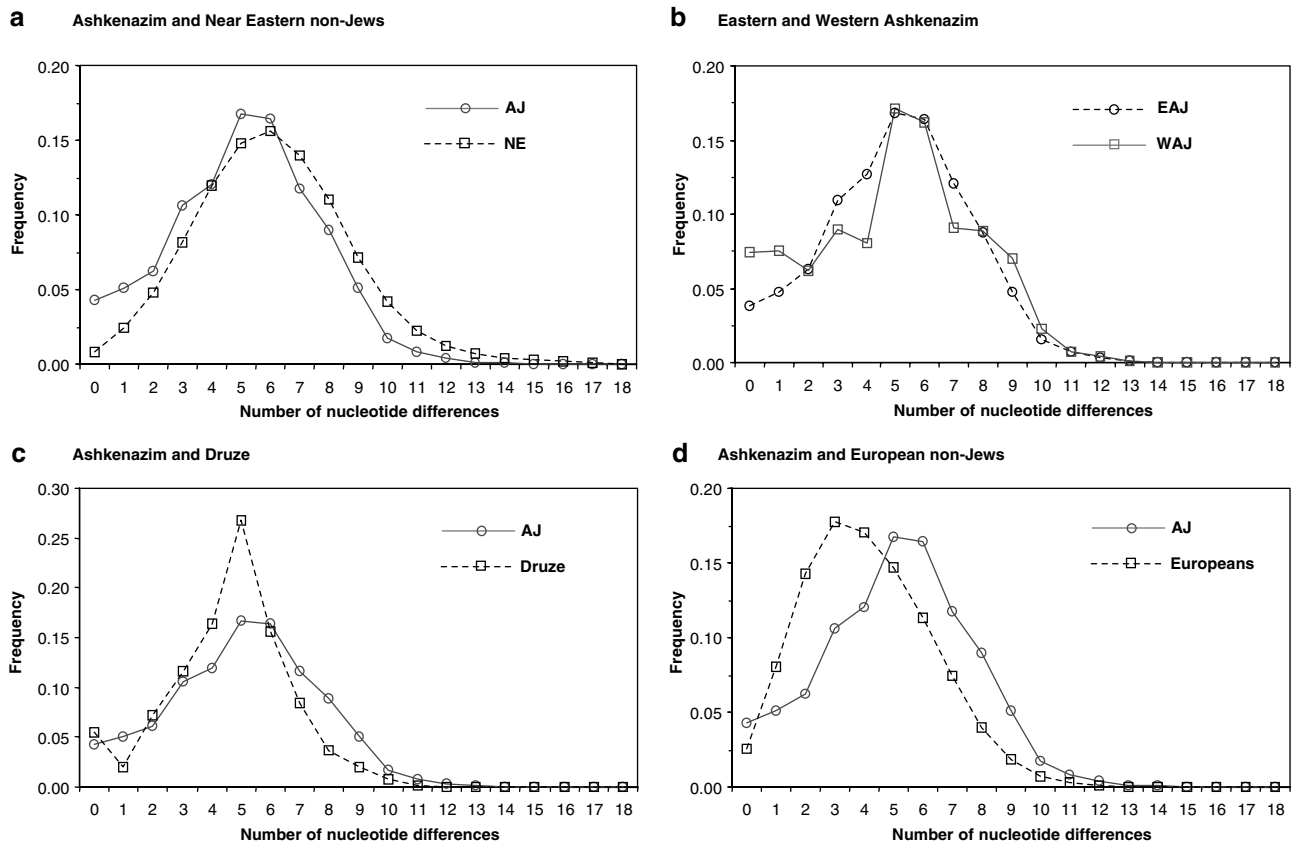 a Ashkenazim and Near Eastern non-Jews
0.20
0.15
0.10
0.05
0.00
Frequency
AJ
NE
0 1 2 3 4 5 6 7 8 9 10 11 12 13 14 15 16 17 18
Number of nucleotide differences
b Eastern and Western Ashkenazim
0.20
0.15
0.10
0.05
0.00
Frequency
EAJ
WAJ
0 1 2 3 4 5 6 7 8 9 10 11 12 13 14 15 16 17 18
Number of nucleotide differences
c Ashkenazim and Druze
0.30
0.25
0.20
0.15
0.10
0.05
0.00
Frequency
AJ
Druze
0 1 2 3 4 5 6 7 8 9 10 11 12 13 14 15 16 17 18
Number of nucleotide differences
d Ashkenazim and European non-Jews
0.20
0.15
0.10
0.05
0.00
Frequency
AJ
Europeans
0 1 2 3 4 5 6 7 8 9 10 11 12 13 14 15 16 17 18
Number of nucleotide differences